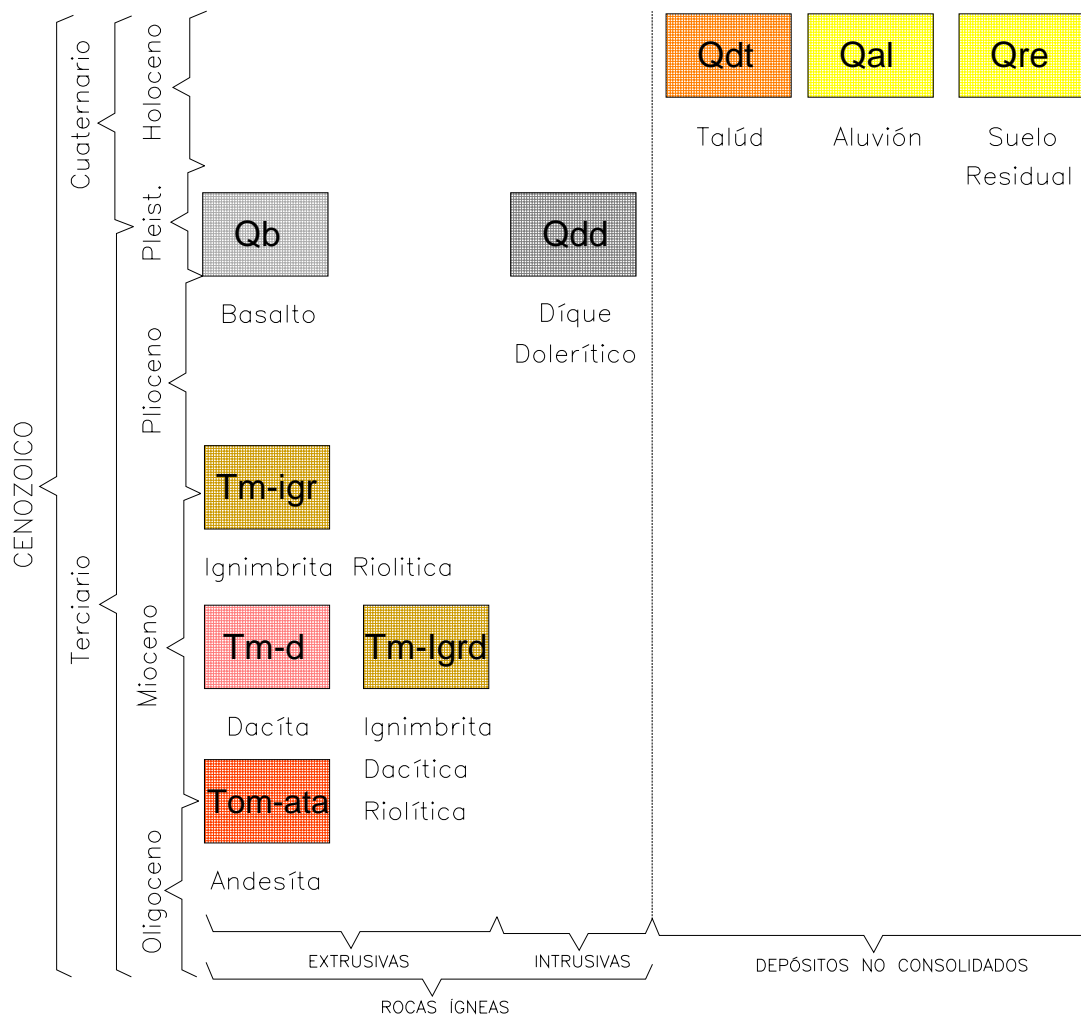 CENOZOICO
Cuaternario
Terciario
Holoceno
Pleist.
Plioceno
Mioceno
Oligoceno
Qdt
Qal
Qre
Talúd
Aluvión
Suelo
Residual
Qb
Qdd
Basalto
Díque
Dolerítico
Tm-igr
Ignimbrita Riolitica
Tm-d
Tm-Igrd
Dacíta
Ignimbrita
Dacítica
Riolítica
Tom-ata
Andesíta
EXTRUSIVAS
INTRUSIVAS
DEPÓSITOS NO CONSOLIDADOS
ROCAS ÍGNEAS